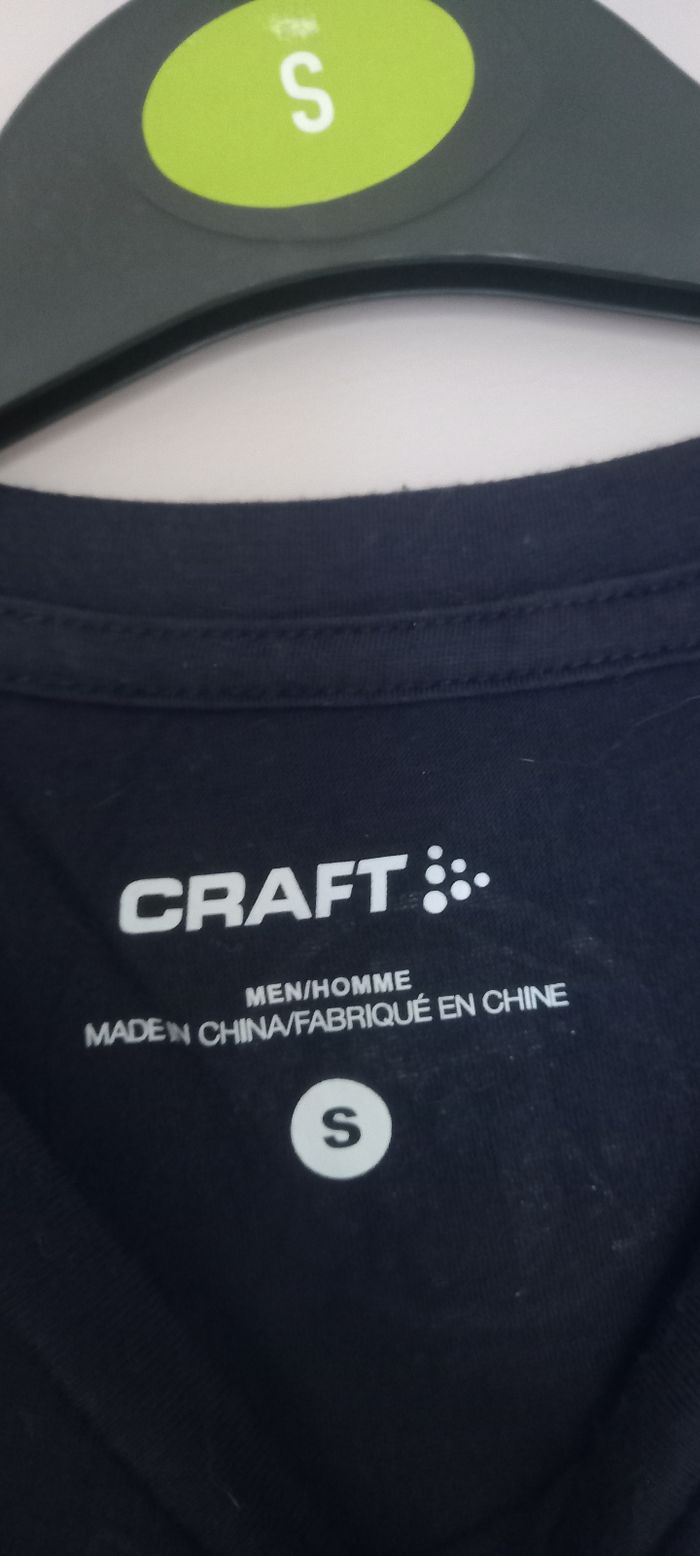 S
CRAFT
MEN/HOMME
MADE IN CHINA/FABRIQUÉ EN CHINE
S